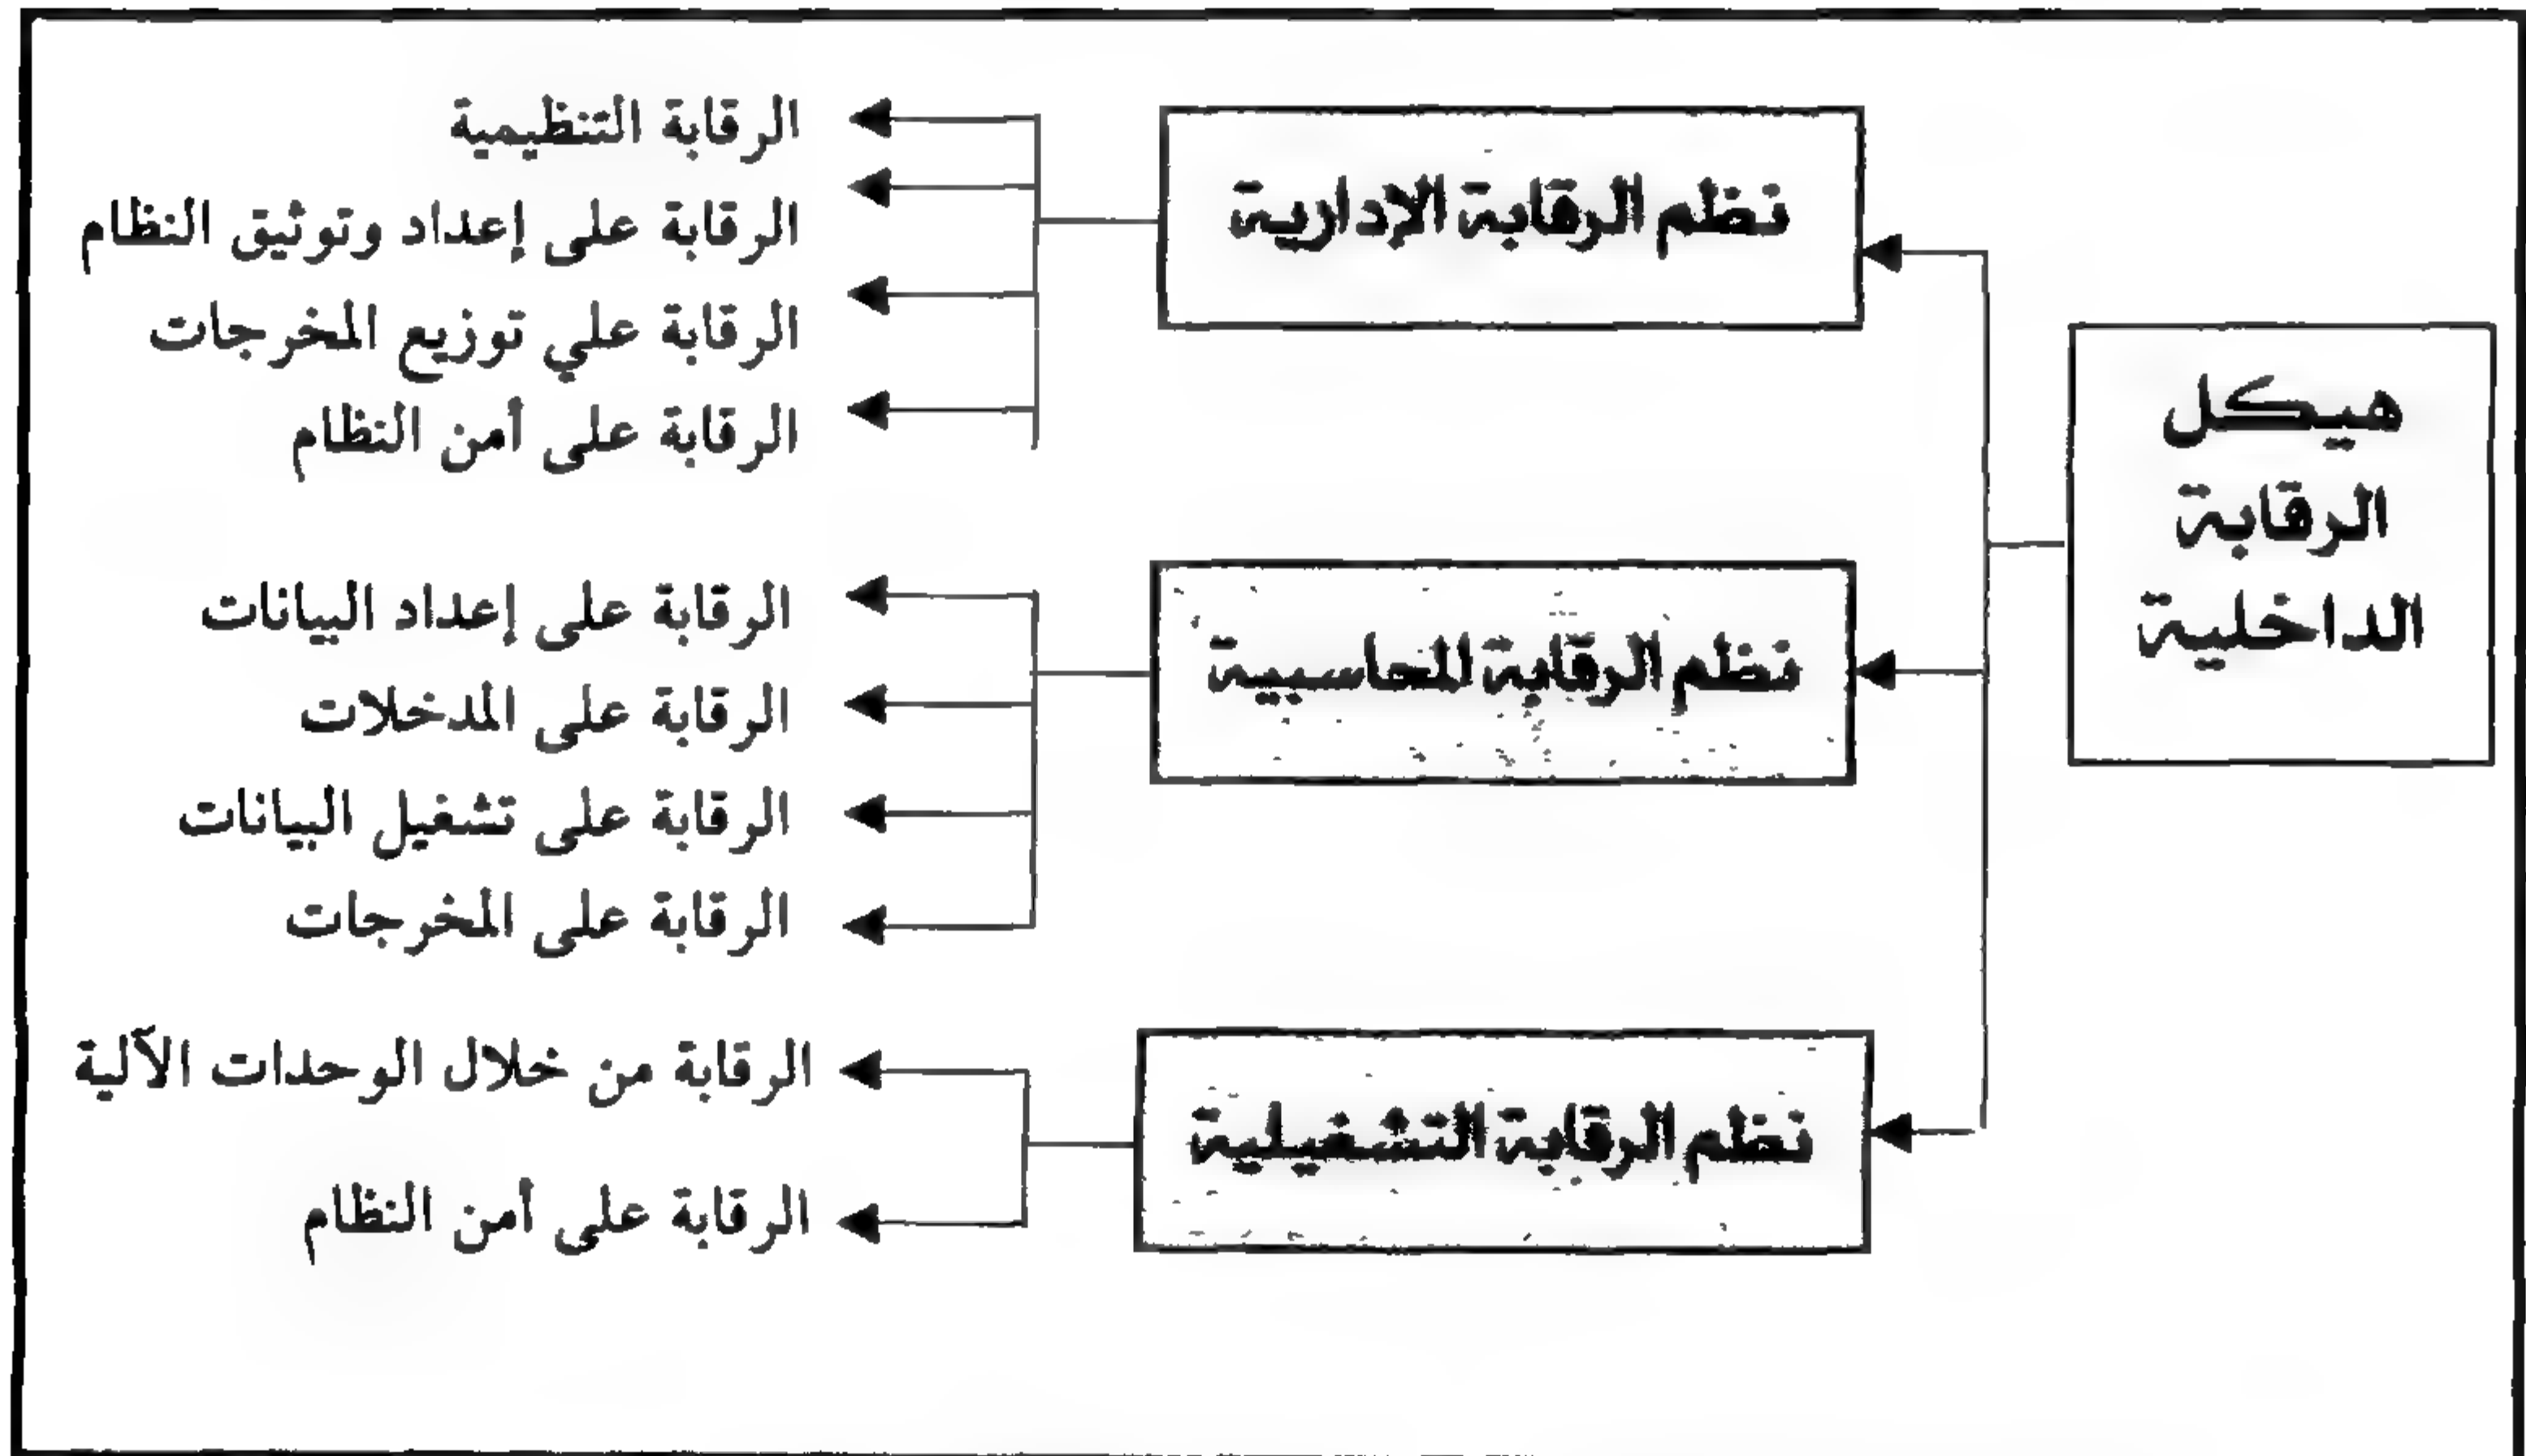 هيكل
الرقابة
الداخلية
نظم الرقابة الإدارية
الرقابة التنظيمية
الرقابة على إعداد وتوثيق النظام
الرقابة علي توزيع المخرجات
الرقابة على أمن النظام
نظم الرقابة المحاسبية
الرقابة على إعداد البيانات
الرقابة على المدخلات
الرقابة على تشغيل البيانات
الرقابة على المخرجات
نظم الرقابة التشغيلية
الرقابة من خلال الوحدات الآلية
الرقابة على أمن النظام